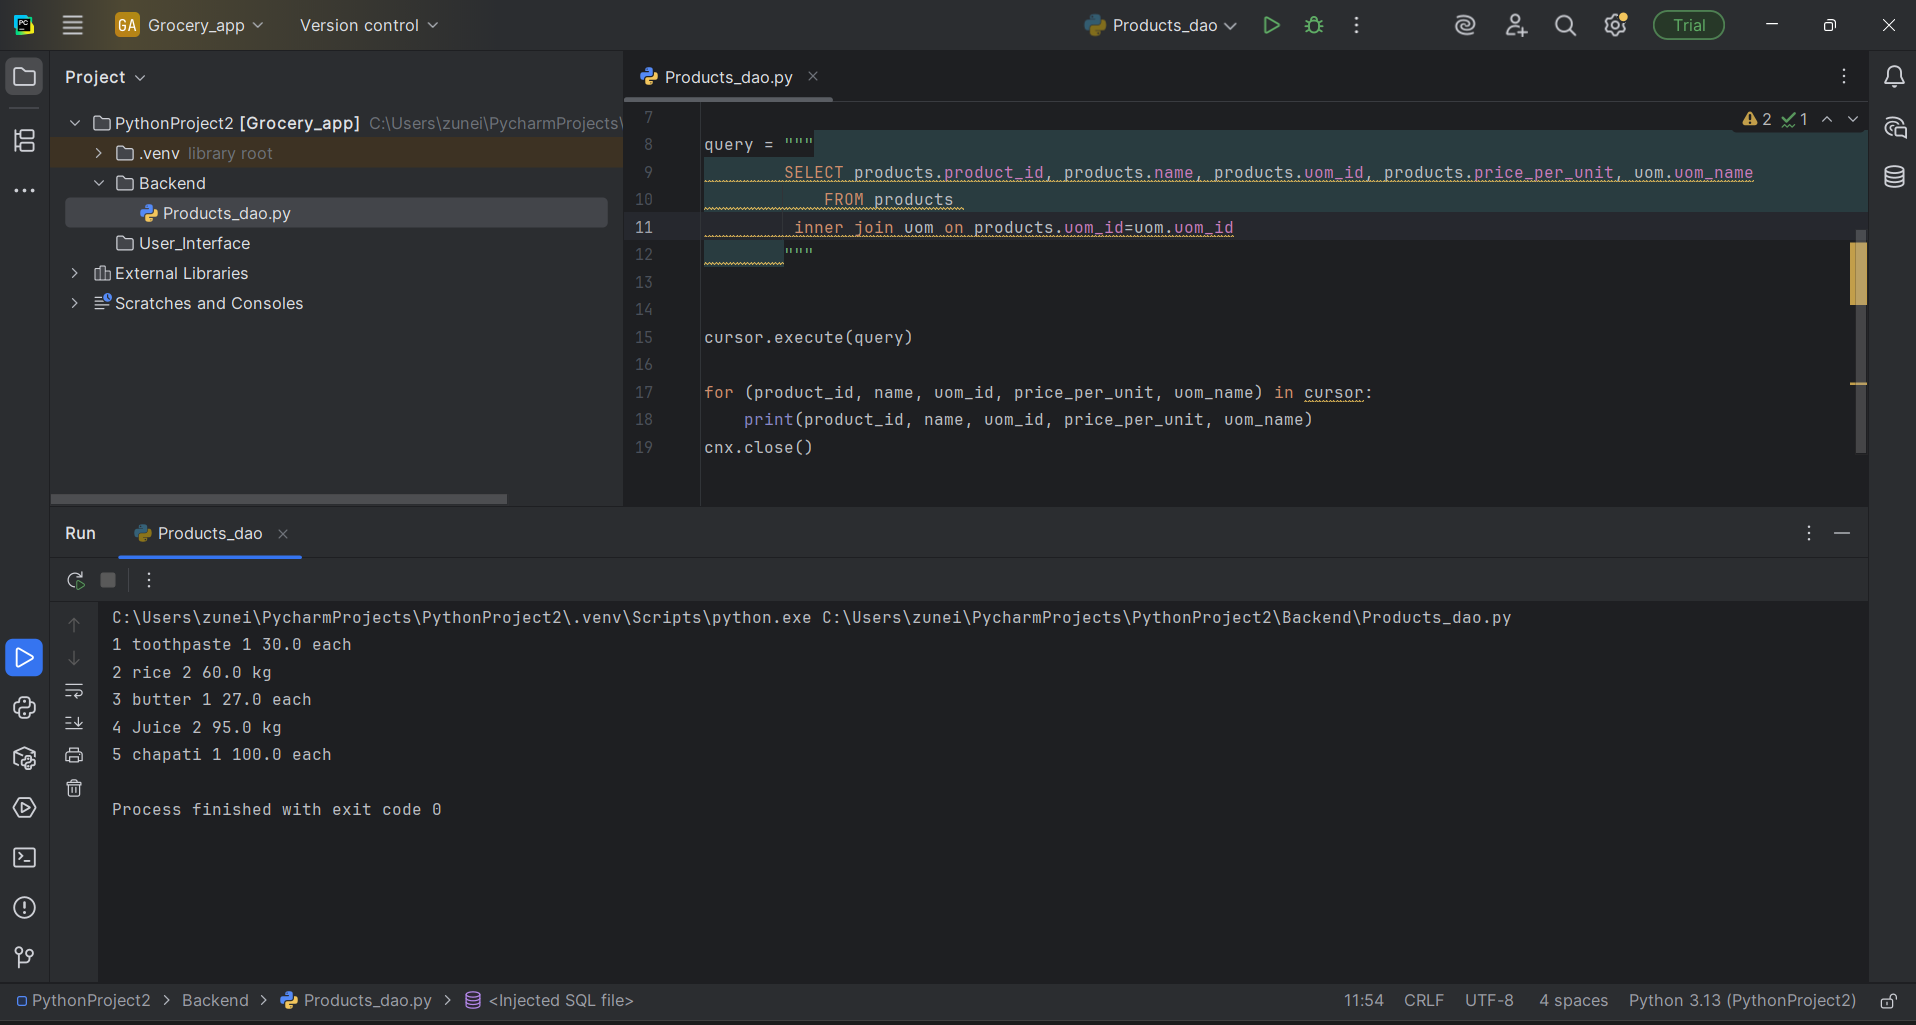 GA Grocery_app Version control Products_dao Trial
Project
Products_dao.py
PythonProject2 [Grocery_app] C:\Users\zunei\PycharmProjects\
.venv library root
Backend
Products_dao.py
User_Interface
External Libraries
Scratches and Consoles
2 1
7
8 query = """
9 SELECT products.product_id, products.name, products.uom_id, products.price_per_unit, uom.uom_name
10 FROM products
11 inner join uom on products.uom_id=uom.uom_id
12 """
13
14
15 cursor.execute(query)
16
17 for (product_id, name, uom_id, price_per_unit, uom_name) in cursor:
18 print(product_id, name, uom_id, price_per_unit, uom_name)
19 cnx.close()
Run Products_dao
C:\Users\zunei\PycharmProjects\PythonProject2\.venv\Scripts\python.exe C:\Users\zunei\PycharmProjects\PythonProject2\Backend\Products_dao.py
1 toothpaste 1 30.0 each
2 rice 2 60.0 kg
3 butter 1 27.0 each
4 Juice 2 95.0 kg
5 chapati 1 100.0 each
Process finished with exit code 0
PythonProject2 > Backend > Products_dao.py > <Injected SQL file> 11:54 CRLF UTF-8 4 spaces Python 3.13 (PythonProject2)